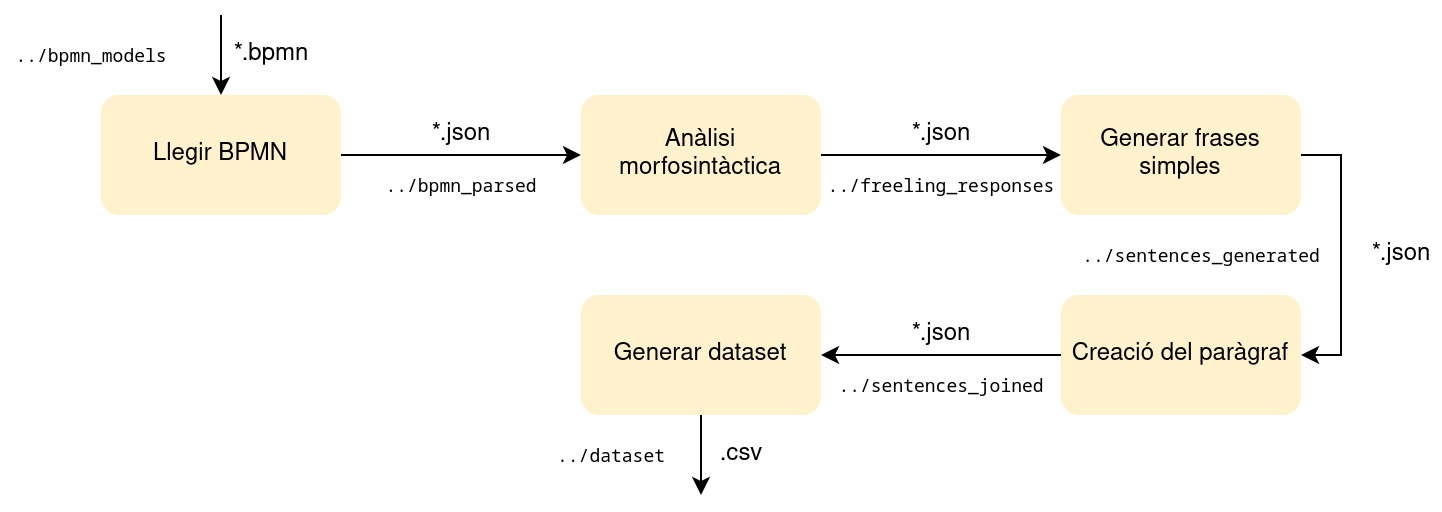 *.bpmn
../bpmn_models
Llegir BPMN
*.json
../bpmn_parsed
Anàlisi
morfosintàctica
*.json
../freeling_responses
Generar frases
simples
../sentences_generated
*.json
Creació del paràgraf
*.json
../sentences_joined
Generar dataset
../dataset
.csv